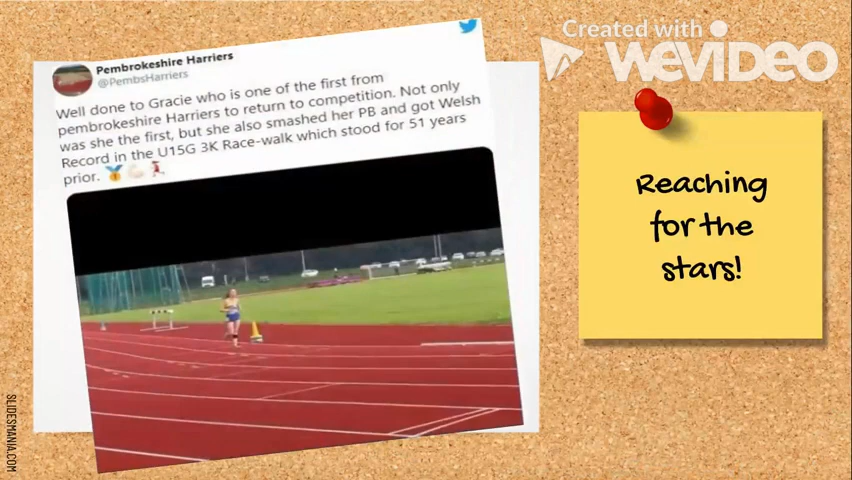 Created with
WeVideo
Pembrokeshire Harriers
@PembsHarriers
Well done to Gracie who is one of the first from
pembrokeshire Harriers to return to competition. Not only
was she the first, but she also smashed her PB and got Welsh
Record in the U15G 3K Race-walk which stood for 51 years
prior. 🥇💪🏻🏃‍♀️
Reaching
for the
stars!
SLIDESMANIA.COM